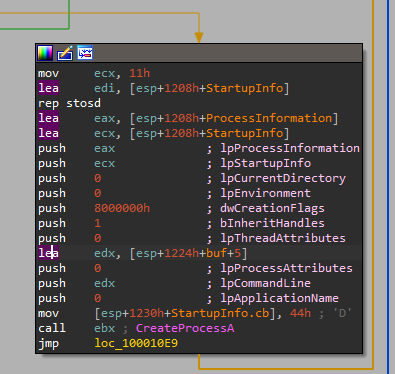 mov ecx, 11h
lea edi, [esp+1208h+StartupInfo]
rep stosd
lea eax, [esp+1208h+ProcessInformation]
lea ecx, [esp+1208h+StartupInfo]
push eax ; lpProcessInformation
push ecx ; lpStartupInfo
push 0 ; lpCurrentDirectory
push 0 ; lpEnvironment
push 8000000h ; dwCreationFlags
push 1 ; bInheritHandles
push 0 ; lpThreadAttributes
lea edx, [esp+1224h+buf+5]
push 0 ; lpProcessAttributes
push edx ; lpCommandLine
push 0 ; lpApplicationName
mov [esp+1230h+StartupInfo.cb], 44h ; 'D'
call ebx ; CreateProcessA
jmp loc_100010E9